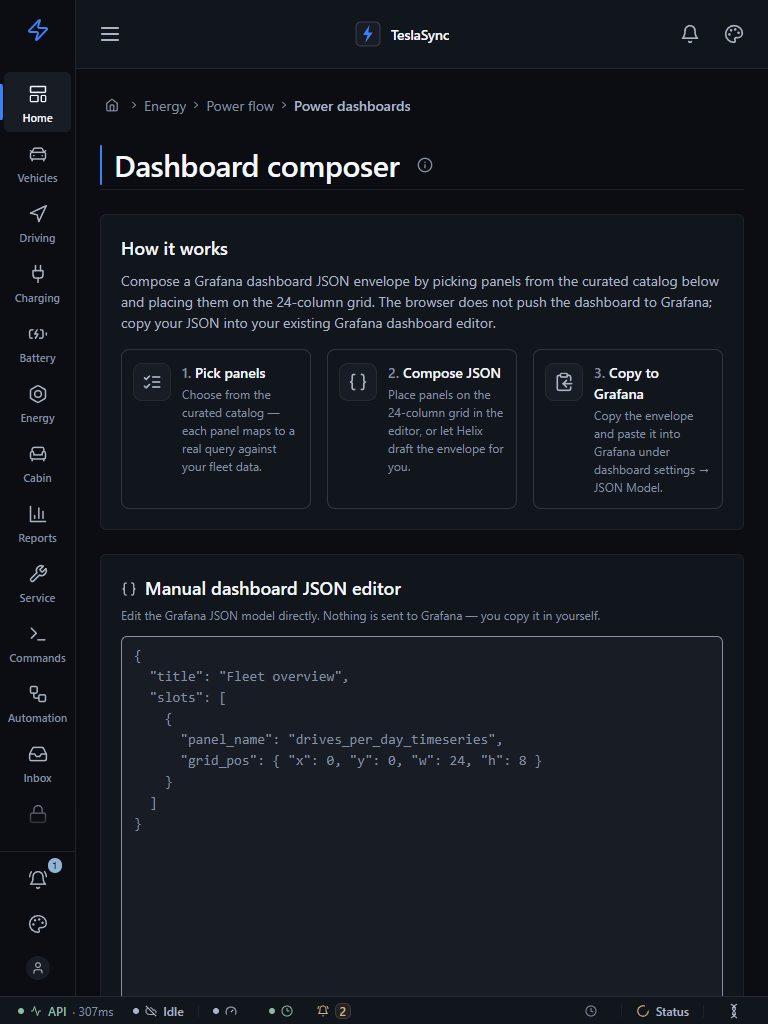 TeslaSync
Home
Vehicles
Driving
Charging
Battery
Energy
Cabin
Reports
Service
Commands
Automation
Inbox
1
Energy
Power flow
Power dashboards
Dashboard composer
How it works
Compose a Grafana dashboard JSON envelope by picking panels from the curated catalog below
and placing them on the 24-column grid. The browser does not push the dashboard to Grafana;
copy your JSON into your existing Grafana dashboard editor.
1. Pick panels
Choose from the
curated catalog —
each panel maps to a
real query against
your fleet data.
2. Compose JSON
Place panels on the
24-column grid in the
editor, or let Helix
draft the envelope for
you.
3. Copy to
Grafana
Copy the envelope
and paste it into
Grafana under
dashboard settings →
JSON Model.
Manual dashboard JSON editor
Edit the Grafana JSON model directly. Nothing is sent to Grafana — you copy it in yourself.
{
  "title": "Fleet overview",
  "slots": [
    {
      "panel_name": "drives_per_day_timeseries",
      "grid_pos": { "x": 0, "y": 0, "w": 24, "h": 8 }
    }
  ]
}
API · 307ms
Idle
2
Status